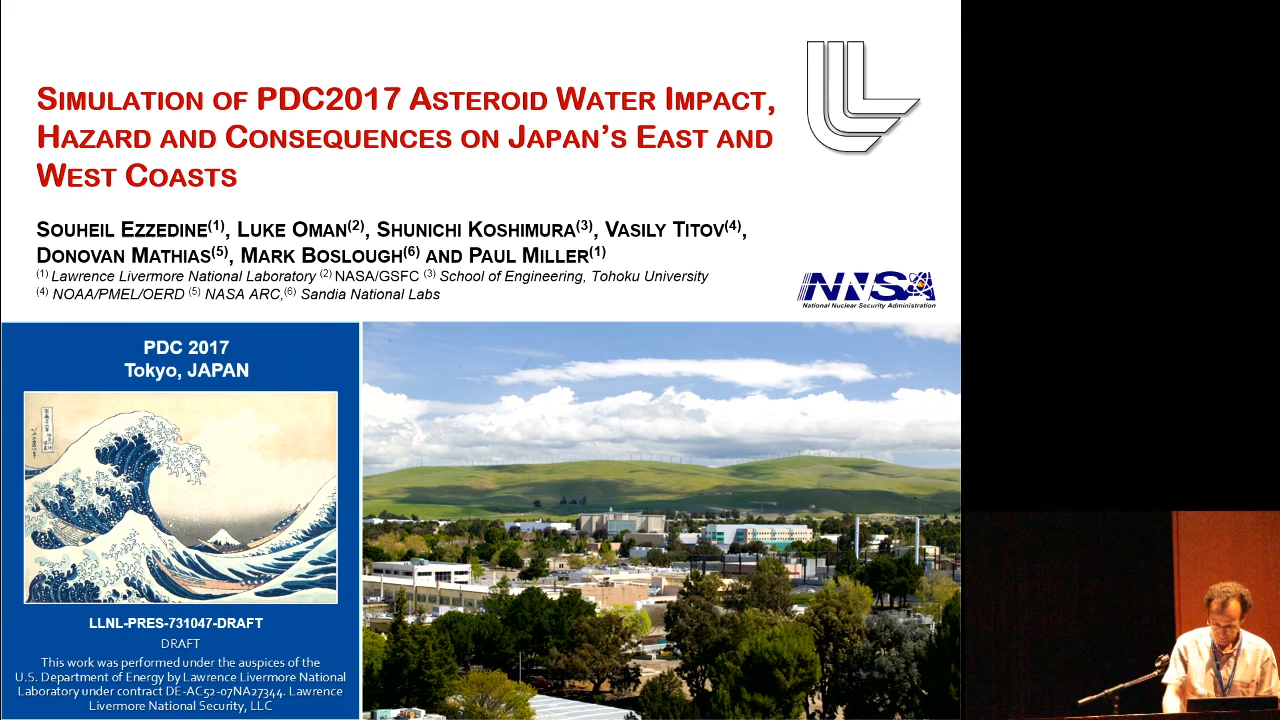 SIMULATION OF PDC2017 ASTEROID WATER IMPACT,
HAZARD AND CONSEQUENCES ON JAPAN'S EAST AND
WEST COASTS
SOUHEIL EZZEDINE(1), LUKE OMAN(2), SHUNICHI KOSHIMURA(3), VASILY TITOV(4),
DONOVAN MATHIAS(5), MARK BOSLOUGH(6) AND PAUL MILLER(1)
(1) Lawrence Livermore National Laboratory (2) NASA/GSFC (3) School of Engineering, Tohoku University
(4) NOAA/PMEL/OERD (5) NASA ARC,(6) Sandia National Labs
NNSA
National Nuclear Security Administration
PDC 2017
Tokyo, JAPAN
LLNL-PRES-731047-DRAFT
DRAFT
This work was performed under the auspices of the
U.S. Department of Energy by Lawrence Livermore National
Laboratory under contract DE-AC52-07NA27344. Lawrence
Livermore National Security, LLC